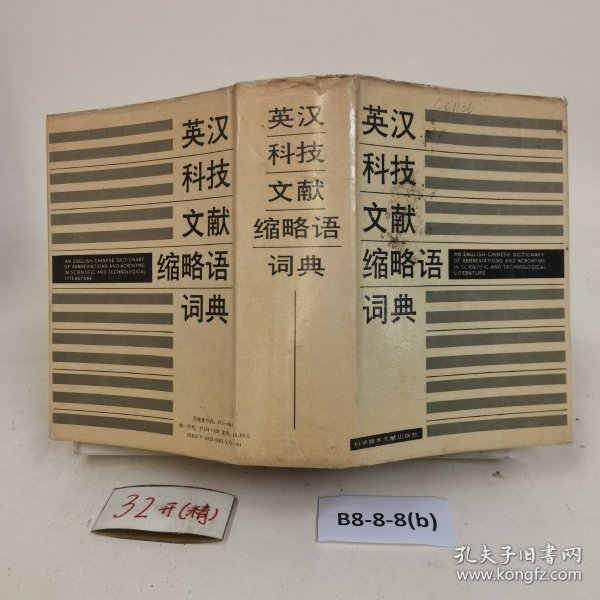 英汉
科技
文献
缩略语
词典
AN ENGLISH-CHINESE DICTIONARY
OF ABBREVIATIONS AND ACRONYMS
IN SCIENTIFIC AND TECHNOLOGICAL
LITERATURE
英汉
科技
文献
缩略语
词典
英汉
科技
文献
缩略语
词典
AN ENGLISH-CHINESE DICTIONARY
OF ABBREVIATIONS AND ACRONYMS
IN SCIENTIFIC AND TECHNOLOGICAL
LITERATURE
科学技术文献出版社
32开(精)
B8-8-8(b)
孔夫子旧书网
www.kongfz.com